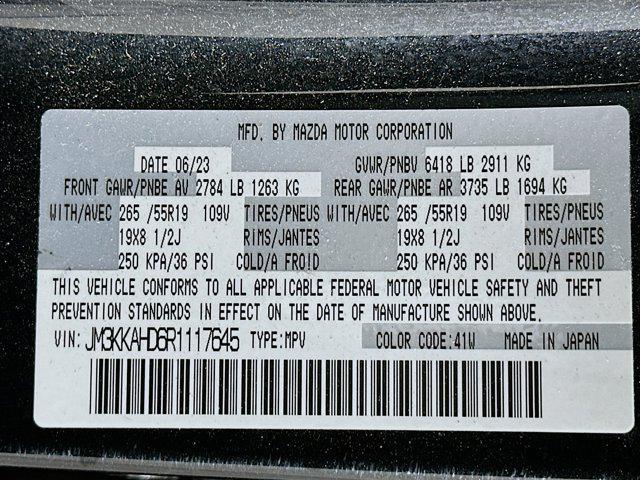 MFD. BY MAZDA MOTOR CORPORATION
DATE 06/23 GVWR/PNBV 6418 LB 2911 KG
FRONT GAWR/PNBE AV 2784 LB 1263 KG REAR GAWR/PNBE AR 3735 LB 1694 KG
WITH/AVEC 265 /55R19 109V TIRES/PNEUS WITH/AVEC 265 /55R19 109V TIRES/PNEUS
19X8 1/2J RIMS/JANTES 19X8 1/2J RIMS/JANTES
250 KPA/36 PSI COLD/A FROID 250 KPA/36 PSI COLD/A FROID
THIS VEHICLE CONFORMS TO ALL APPLICABLE FEDERAL MOTOR VEHICLE SAFETY AND THEFT
PREVENTION STANDARDS IN EFFECT ON THE DATE OF MANUFACTURE SHOWN ABOVE.
VIN: JM3KKAHD6R1117645 TYPE:MPV COLOR CODE:41W MADE IN JAPAN